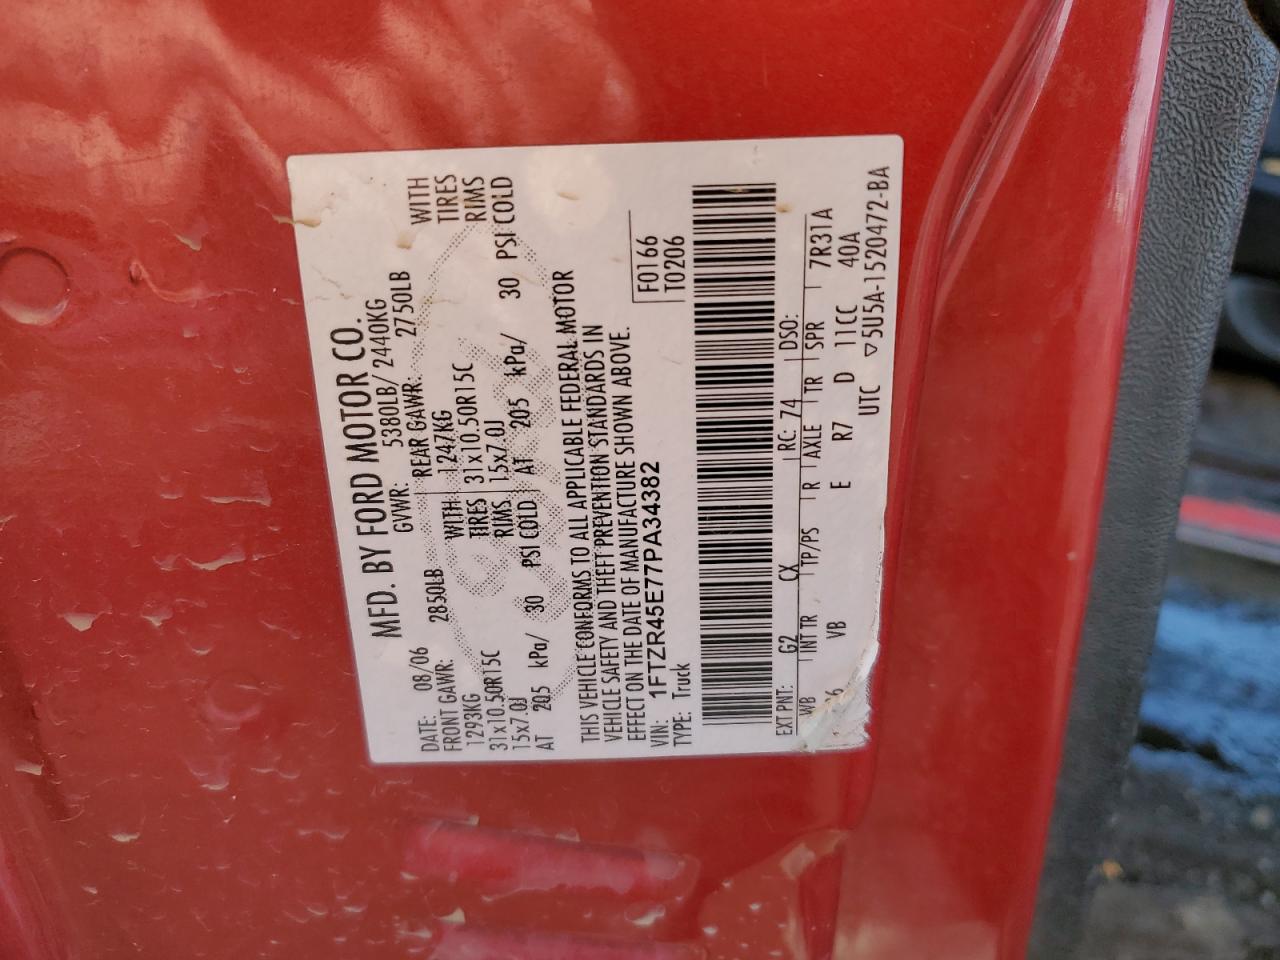 MFD. BY FORD MOTOR CO.
DATE: 08/06 GVWR: 5380LB/ 2440KG
FRONT GAWR: 2850LB REAR GAWR: 2750LB
1293KG WITH 1247KG WITH
31x10.50R15C TIRES 31x10.50R15C TIRES
15x7.0J RIMS 15x7.0J RIMS
AT 205 kPa/ 30 PSI COLD AT 205 kPa/ 30 PSI COLD
THIS VEHICLE CONFORMS TO ALL APPLICABLE FEDERAL MOTOR
VEHICLE SAFETY AND THEFT PREVENTION STANDARDS IN
EFFECT ON THE DATE OF MANUFACTURE SHOWN ABOVE.
VIN: 1FTZR45E77PA34382 F0166
TYPE: Truck T0206
EXT PNT: G2 CX RC: 74 DSO:
WB INT TR TP/PS R AXLE TR SPR 7R31A
6 VB E R7 D 11CC 40A
UTC ▽5U5A-1520472-BA